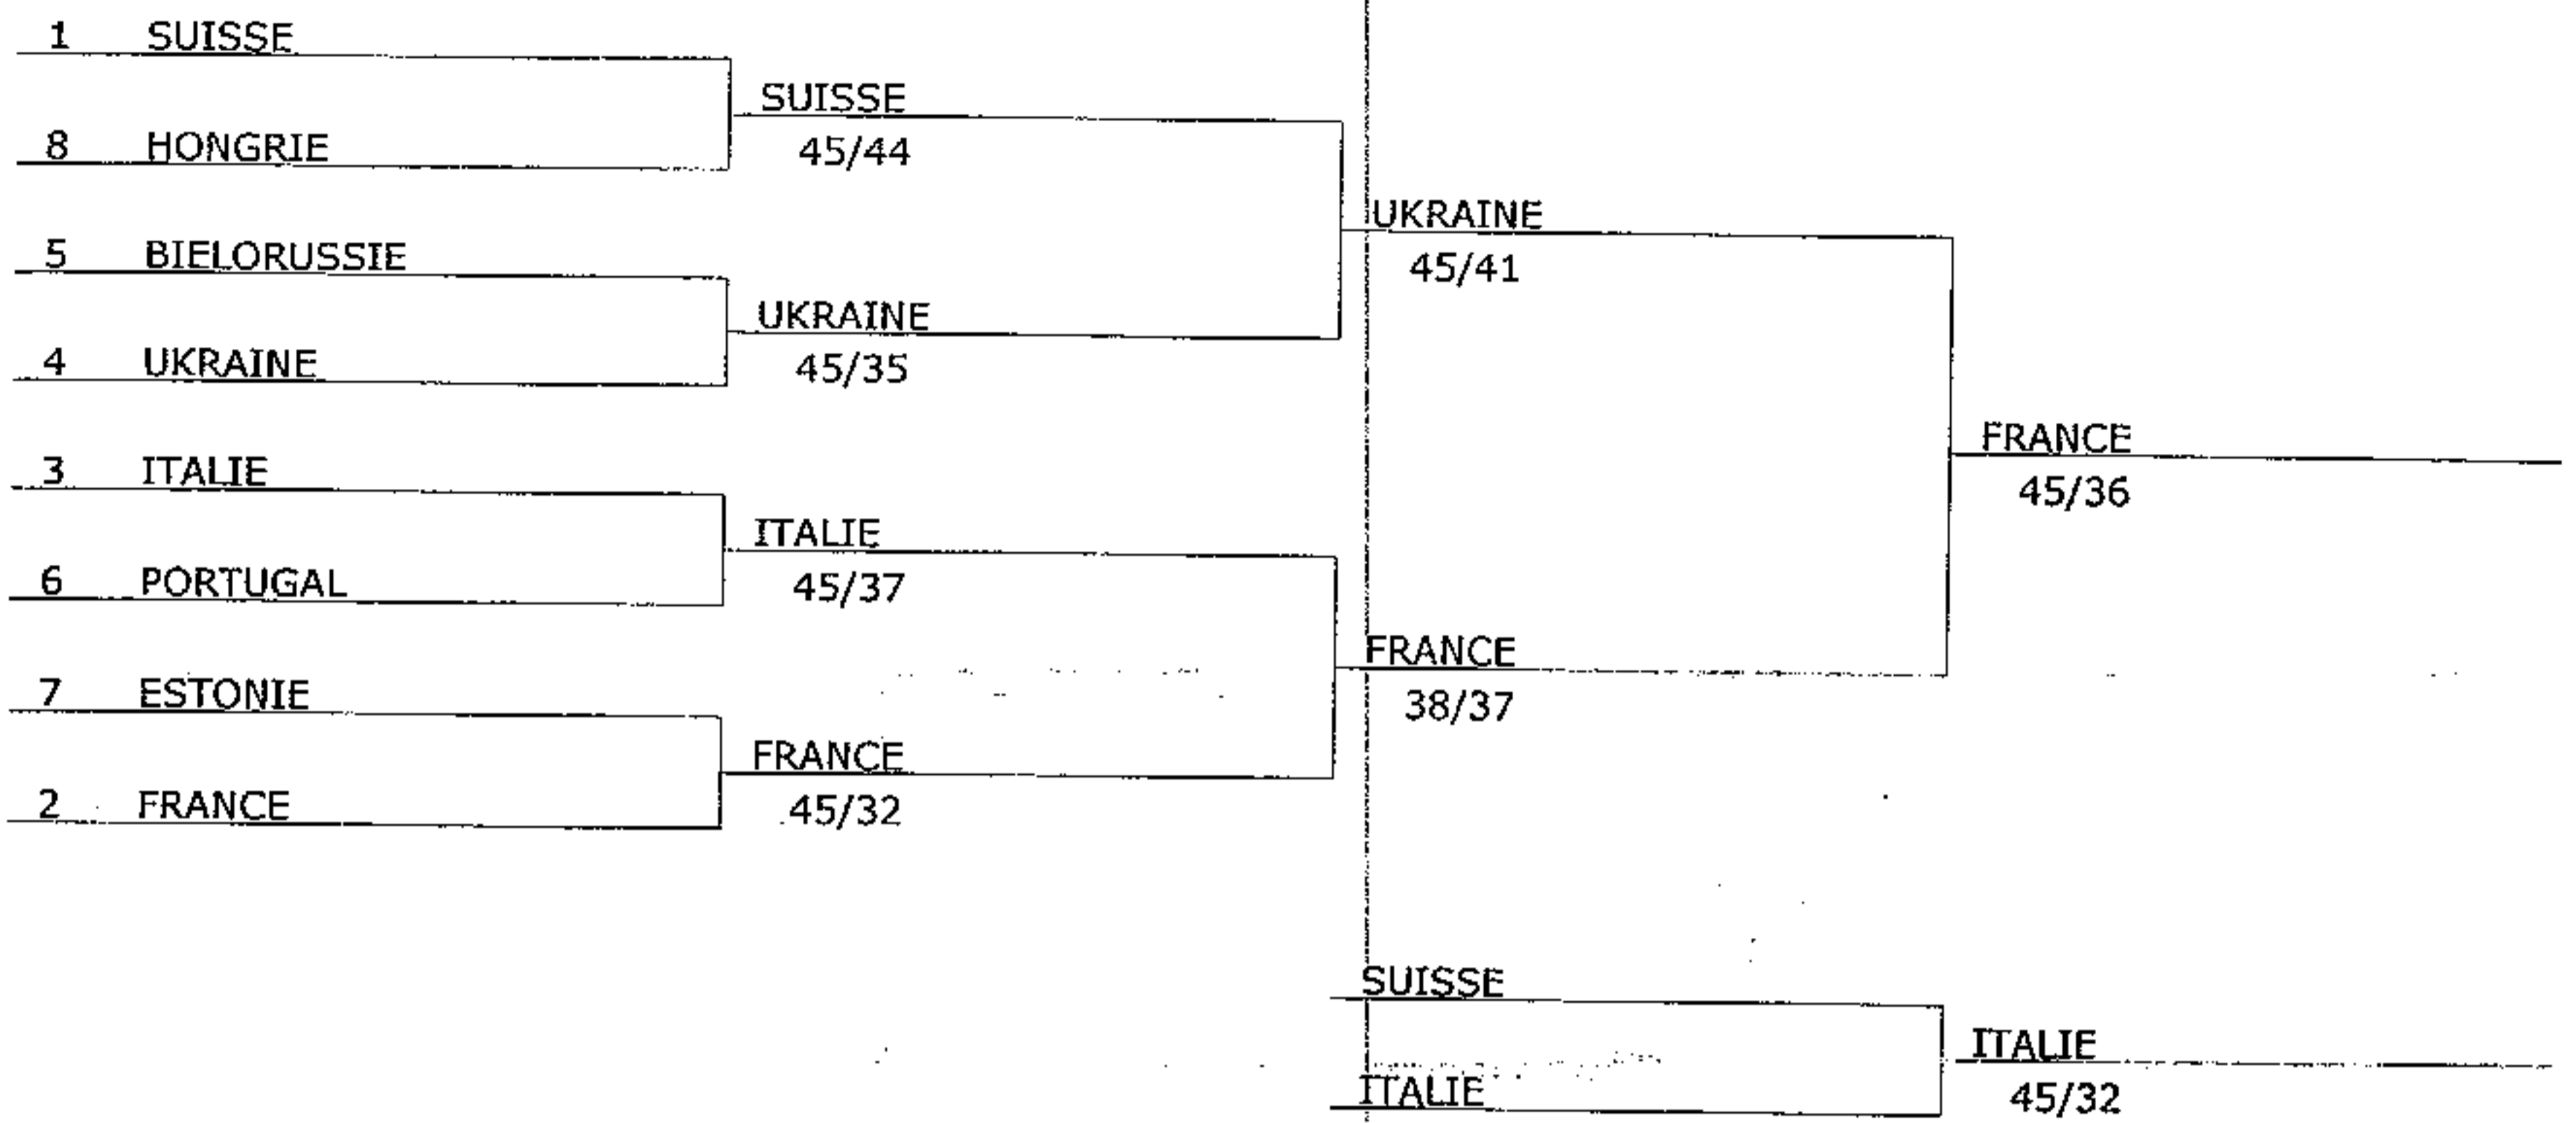 1 SUISSE
SUISSE
45/44
8 HONGRIE
UKRAINE
45/41
5 BIELORUSSIE
UKRAINE
45/35
4 UKRAINE
FRANCE
45/36
3 ITALIE
ITALIE
45/37
6 PORTUGAL
FRANCE
38/37
7 ESTONIE
FRANCE
45/32
2 FRANCE
SUISSE
ITALIE
45/32
ITALIE